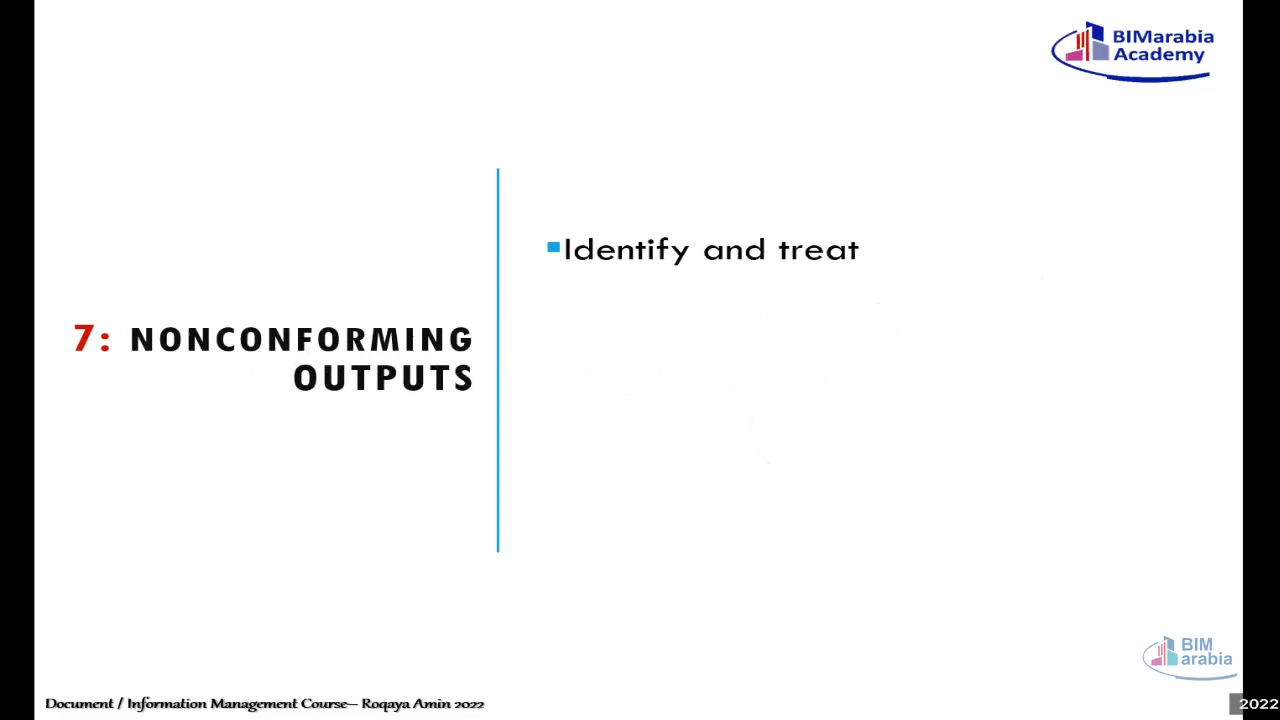 BIMarabia
Academy
7: NONCONFORMING
OUTPUTS
Identify and treat
BIM
arabia
Document / Information Management Course– Roqaya Amin 2022
2022